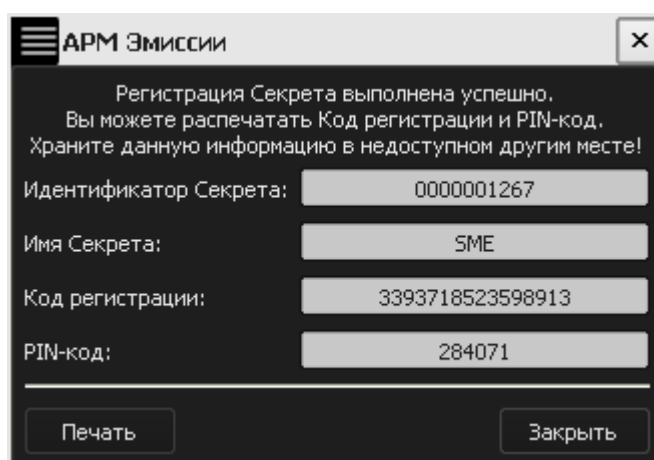 АРМ Эмиссии
Регистрация Секрета выполнена успешно.
Вы можете распечатать Код регистрации и PIN-код.
Храните данную информацию в недоступном другим месте!
Идентификатор Секрета: 0000001267
Имя Секрета: SME
Код регистрации: 3393718523598913
PIN-код: 284071
Печать Закрыть